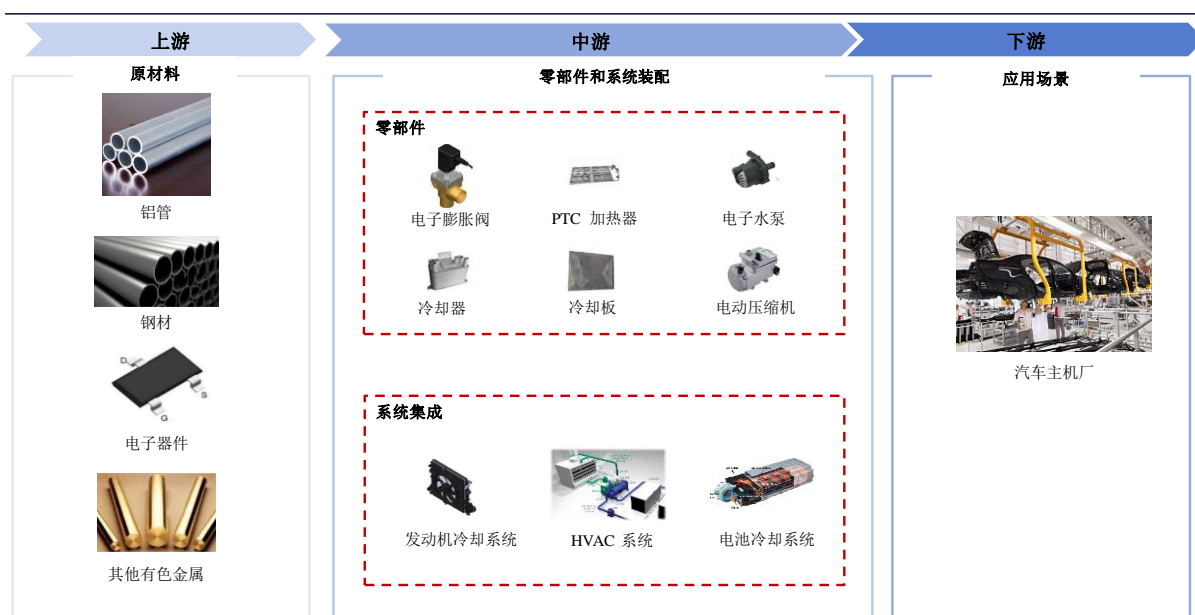 上游
中游
下游
原材料
零部件和系统装配
应用场景
铝管
钢材
D
S
G
电子器件
其他有色金属
零部件
电子膨胀阀
PTC 加热器
电子水泵
冷却器
冷却板
电动压缩机
系统集成
发动机冷却系统
HVAC 系统
电池冷却系统
汽车主机厂